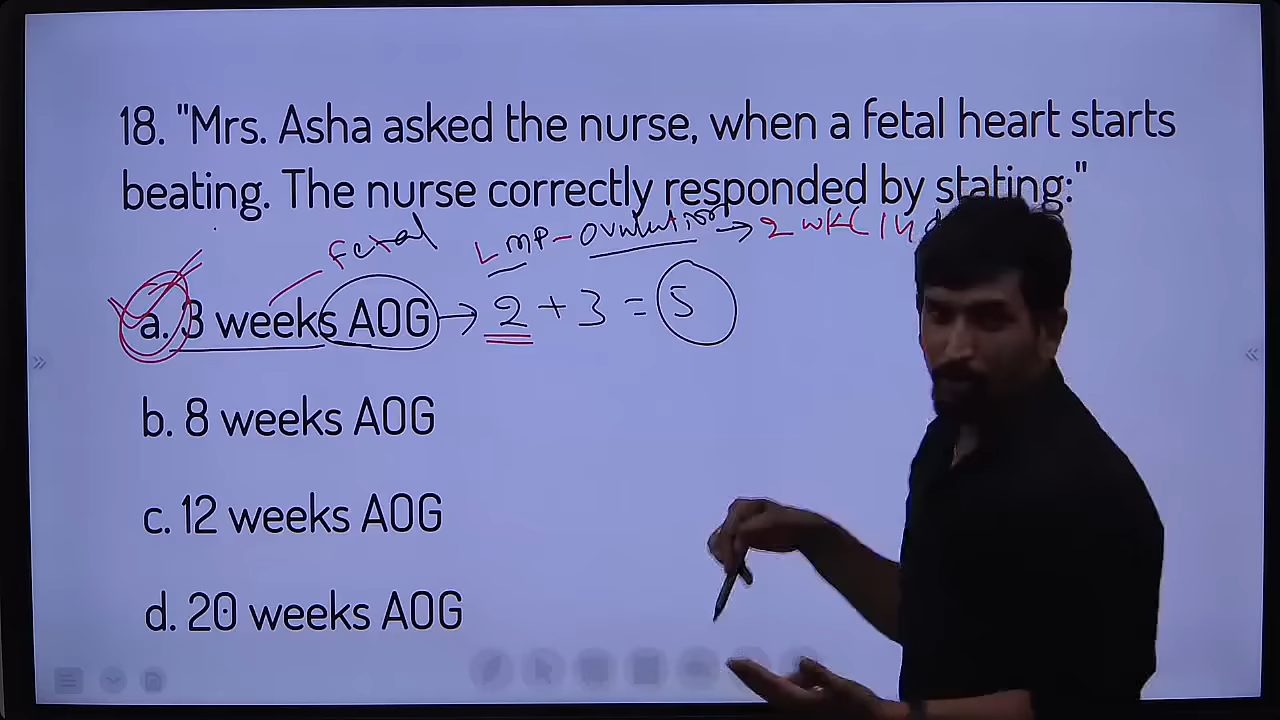 18. "Mrs. Asha asked the nurse, when a fetal heart starts
beating. The nurse correctly responded by stating:"
Fetal LMP - ovulation → 2 wk (14
a. 3 weeks AOG → 2 + 3 = 5
b. 8 weeks AOG
c. 12 weeks AOG
d. 20 weeks AOG